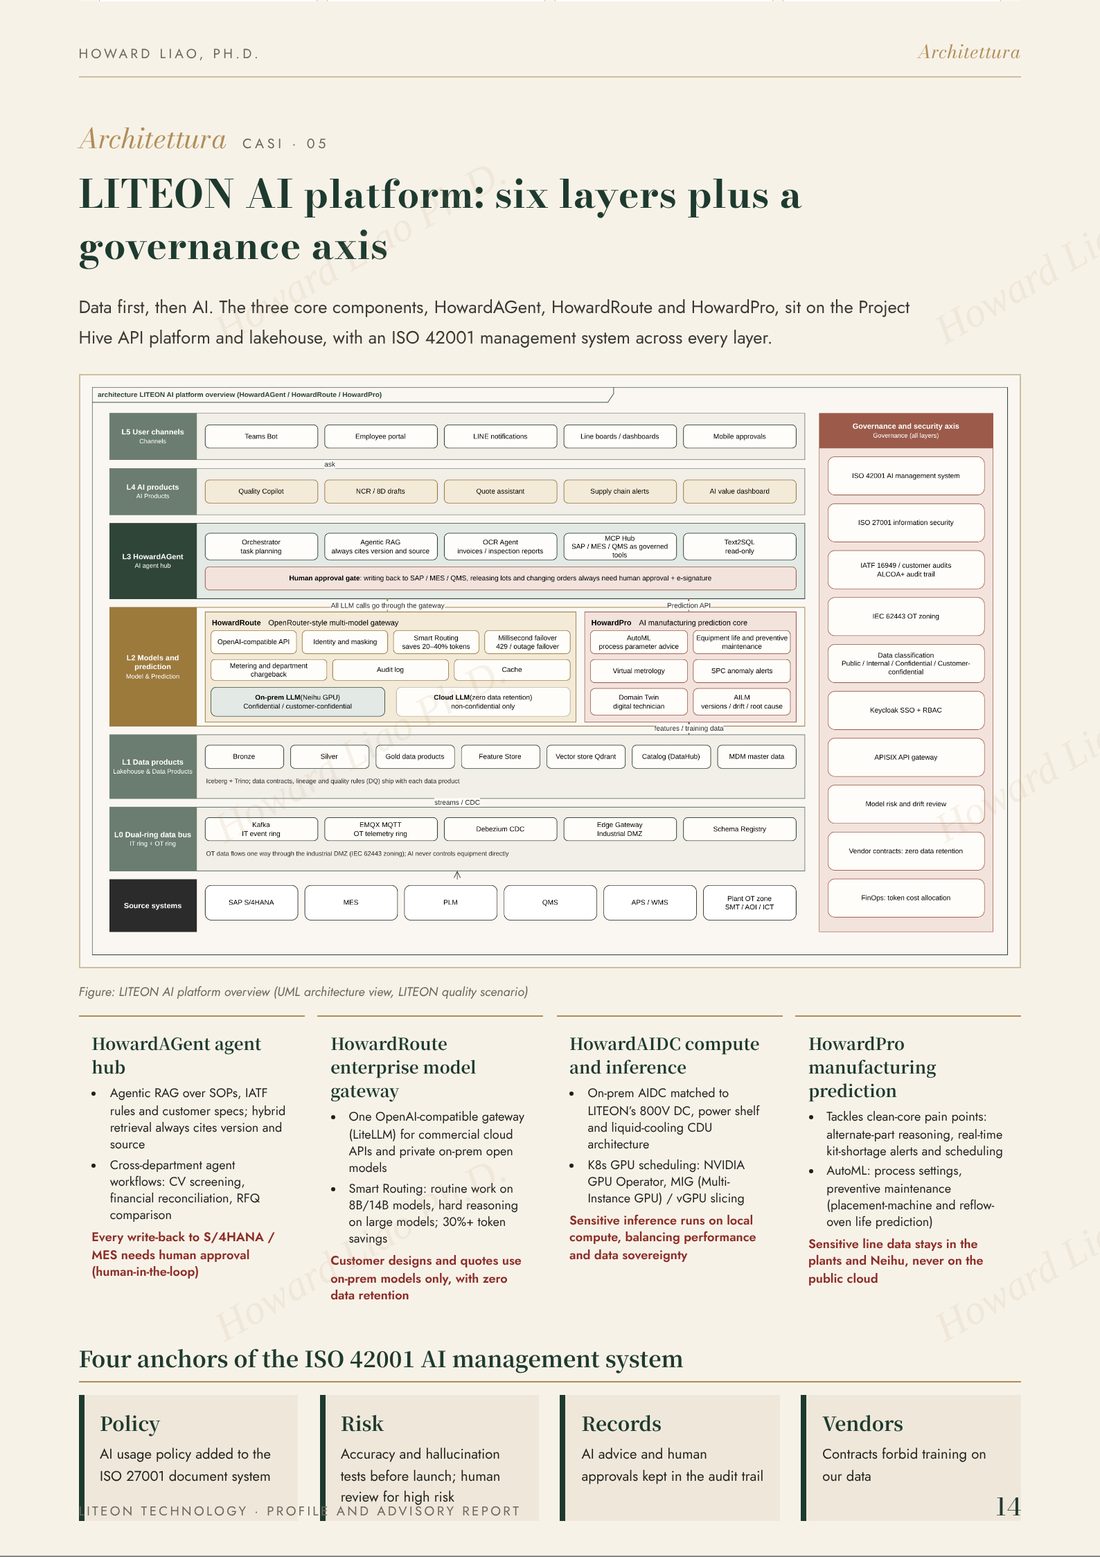 HOWARD LIAO, PH.D.
Architettura
Architettura CASI · 05
LITEON AI platform: six layers plus a
governance axis
Data first, then AI. The three core components, HowardAGent, HowardRoute and HowardPro, sit on the Project
Hive API platform and lakehouse, with an ISO 42001 management system across every layer.
architecture LITEON AI platform overview (HowardAGent / HowardRoute / HowardPro)
L5 User channels
Channels
Teams Bot
Employee portal
LINE notifications
Line boards / dashboards
Mobile approvals
ask
L4 AI products
AI Products
Quality Copilot
NCR / 8D drafts
Quote assistant
Supply chain alerts
AI value dashboard
L3 HowardAGent
AI agent hub
Orchestrator
task planning
Agentic RAG
always cites version and source
OCR Agent
invoices / inspection reports
MCP Hub
SAP / MES / QMS as governed
tools
Text2SQL
read-only
Human approval gate: writing back to SAP / MES / QMS, releasing lots and changing orders always need human approval + e-signature
All LLM calls go through the gateway
Prediction API
L2 Models and
prediction
Model & Prediction
HowardRoute OpenRouter-style multi-model gateway
OpenAI-compatible API
Identity and masking
Smart Routing
saves 20–40% tokens
Millisecond failover
429 / outage failover
Metering and department
chargeback
Audit log
Cache
On-prem LLM(Neihu GPU)
Confidential / customer-confidential
Cloud LLM(zero data retention)
non-confidential only
HowardPro AI manufacturing prediction core
AutoML
process parameter advice
Equipment life and preventive
maintenance
Virtual metrology
SPC anomaly alerts
Domain Twin
digital technician
AILM
versions / drift / root cause
features / training data
L1 Data products
Lakehouse & Data Products
Bronze
Silver
Gold data products
Feature Store
Vector store Qdrant
Catalog (DataHub)
MDM master data
Iceberg + Trino; data contracts, lineage and quality rules (DQ) ship with each data product
streams / CDC
L0 Dual-ring data bus
IT ring + OT ring
Kafka
IT event ring
EMQX MQTT
OT telemetry ring
Debezium CDC
Edge Gateway
Industrial DMZ
Schema Registry
OT data flows one way through the industrial DMZ (IEC 62443 zoning); AI never controls equipment directly
Source systems
SAP S/4HANA
MES
PLM
QMS
APS / WMS
Plant OT zone
SMT / AOI / ICT
Governance and security axis
Governance (all layers)
ISO 42001 AI management system
ISO 27001 information security
IATF 16949 / customer audits
ALCOA+ audit trail
IEC 62443 OT zoning
Data classification
Public / Internal / Confidential / Customer-
confidential
Keycloak SSO + RBAC
APISIX API gateway
Model risk and drift review
Vendor contracts: zero data retention
FinOps: token cost allocation
Figure: LITEON AI platform overview (UML architecture view, LITEON quality scenario)
HowardAGent agent
hub
• Agentic RAG over SOPs, IATF
rules and customer specs; hybrid
retrieval always cites version and
source
• Cross-department agent
workflows: CV screening,
financial reconciliation, RFQ
comparison
Every write-back to S/4HANA /
MES needs human approval
(human-in-the-loop)
HowardRoute
enterprise model
gateway
• One OpenAI-compatible gateway
(LiteLLM) for commercial cloud
APIs and private on-prem open
models
• Smart Routing: routine work on
8B/14B models, hard reasoning
on large models; 30%+ token
savings
Customer designs and quotes use
on-prem models only, with zero
data retention
HowardAIDC compute
and inference
• On-prem AIDC matched to
LITEON's 800V DC, power shelf
and liquid-cooling CDU
architecture
• K8s GPU scheduling: NVIDIA
GPU Operator, MIG (Multi-
Instance GPU) / vGPU slicing
Sensitive inference runs on local
compute, balancing performance
and data sovereignty
HowardPro
manufacturing
prediction
• Tackles clean-core pain points:
alternate-part reasoning, real-time
kit-shortage alerts and scheduling
• AutoML: process settings,
preventive maintenance
(placement-machine and reflow-
oven life prediction)
Sensitive line data stays in the
plants and Neihu, never on the
public cloud
Four anchors of the ISO 42001 AI management system
Policy
AI usage policy added to the
ISO 27001 document system
Risk
Accuracy and hallucination
tests before launch; human
review for high risk
Records
AI advice and human
approvals kept in the audit trail
Vendors
Contracts forbid training on
our data
LITEON TECHNOLOGY · PROFILE AND ADVISORY REPORT
14
Howard Liao Ph.D.
Howard Liao Ph.D.
Howard Liao Ph.D.
Howard Li
Howard Liao
Howard Liao